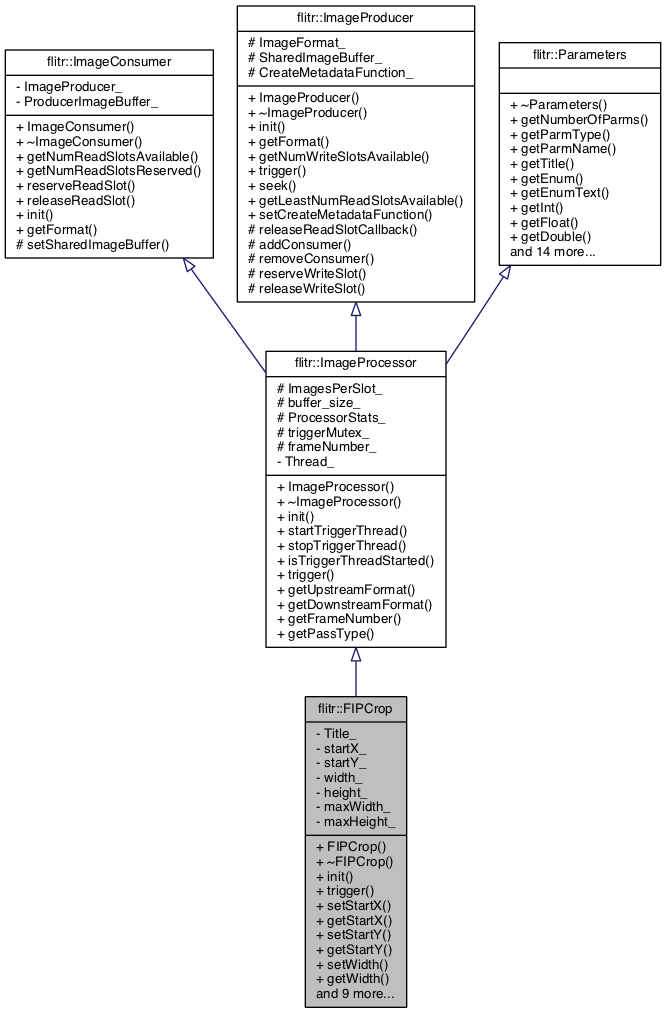 flitr::ImageConsumer
- ImageProducer_
- ProducerImageBuffer_
+ ImageConsumer()
+ ~ImageConsumer()
+ getNumReadSlotsAvailable()
+ getNumReadSlotsReserved()
+ reserveReadSlot()
+ releaseReadSlot()
+ init()
+ getFormat()
# setSharedImageBuffer()
flitr::ImageProducer
# ImageFormat_
# SharedImageBuffer_
# CreateMetadataFunction_
+ ImageProducer()
+ ~ImageProducer()
+ init()
+ getFormat()
+ getNumWriteSlotsAvailable()
+ trigger()
+ seek()
+ getLeastNumReadSlotsAvailable()
+ setCreateMetadataFunction()
# releaseReadSlotCallback()
# addConsumer()
# removeConsumer()
# reserveWriteSlot()
# releaseWriteSlot()
flitr::Parameters
+ ~Parameters()
+ getNumberOfParms()
+ getParmType()
+ getParmName()
+ getTitle()
+ getEnum()
+ getEnumText()
+ getInt()
+ getFloat()
+ getDouble()
and 14 more...
flitr::ImageProcessor
# ImagesPerSlot_
# buffer_size_
# ProcessorStats_
# triggerMutex_
# frameNumber_
- Thread_
+ ImageProcessor()
+ ~ImageProcessor()
+ init()
+ startTriggerThread()
+ stopTriggerThread()
+ isTriggerThreadStarted()
+ trigger()
+ getUpstreamFormat()
+ getDownstreamFormat()
+ getFrameNumber()
+ getPassType()
flitr::FIPCrop
- Title_
- startX_
- startY_
- width_
- height_
- maxWidth_
- maxHeight_
+ FIPCrop()
+ ~FIPCrop()
+ init()
+ trigger()
+ setStartX()
+ getStartX()
+ setStartY()
+ getStartY()
+ setWidth()
+ getWidth()
and 9 more...